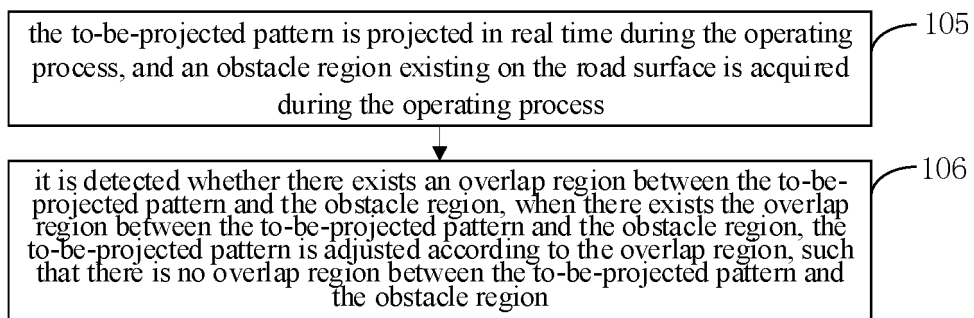 the to-be-projected pattern is projected in real time during the operating
process, and an obstacle region existing on the road surface is acquired
during the operating process
105
it is detected whether there exists an overlap region between the to-be-
projected pattern and the obstacle region, when there exists the overlap
region between the to-be-projected pattern and the obstacle region, the
to-be-projected pattern is adjusted according to the overlap region, such
that there is no overlap region between the to-be-projected pattern and
the obstacle region
106